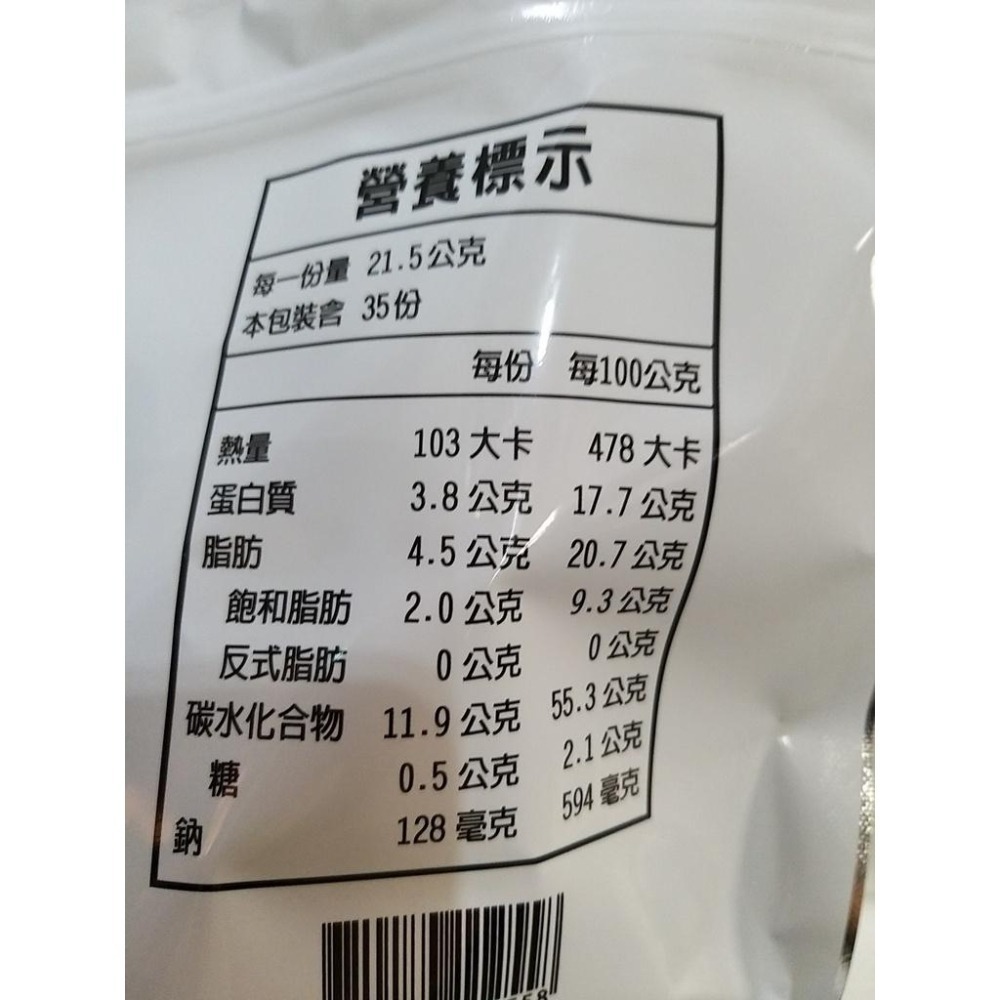 營養標示
每一份量 21.5公克
本包裝含 35份
每份 每100公克
熱量 103 大卡 478 大卡
蛋白質 3.8 公克 17.7 公克
脂肪 4.5 公克 20.7 公克
飽和脂肪 2.0 公克 9.3 公克
反式脂肪 0 公克 0 公克
碳水化合物 11.9 公克 55.3 公克
糖 0.5 公克 2.1 公克
鈉 128 毫克 594 毫克